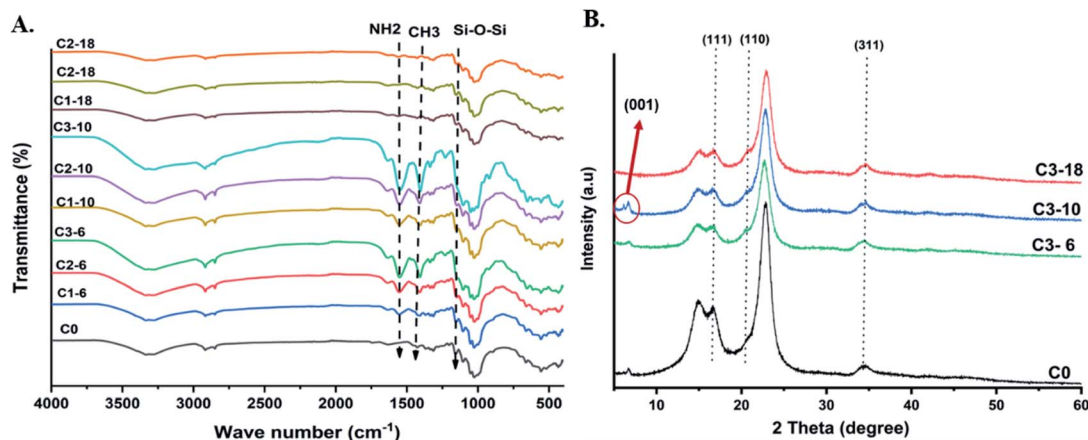 A.
NH2 CH3 Si-O-Si
C2-18
C2-18
C1-18
C3-10
C2-10
C1-10
C3-6
C2-6
C1-6
C0
Transmittance (%)
4000 3500 3000 2500 2000 1500 1000 500
Wave number (cm⁻¹)
B.
(111) (110) (311)
(001)
C3-18
C3-10
C3- 6
C0
Intensity (a.u)
10 20 30 40 50 60
2 Theta (degree)